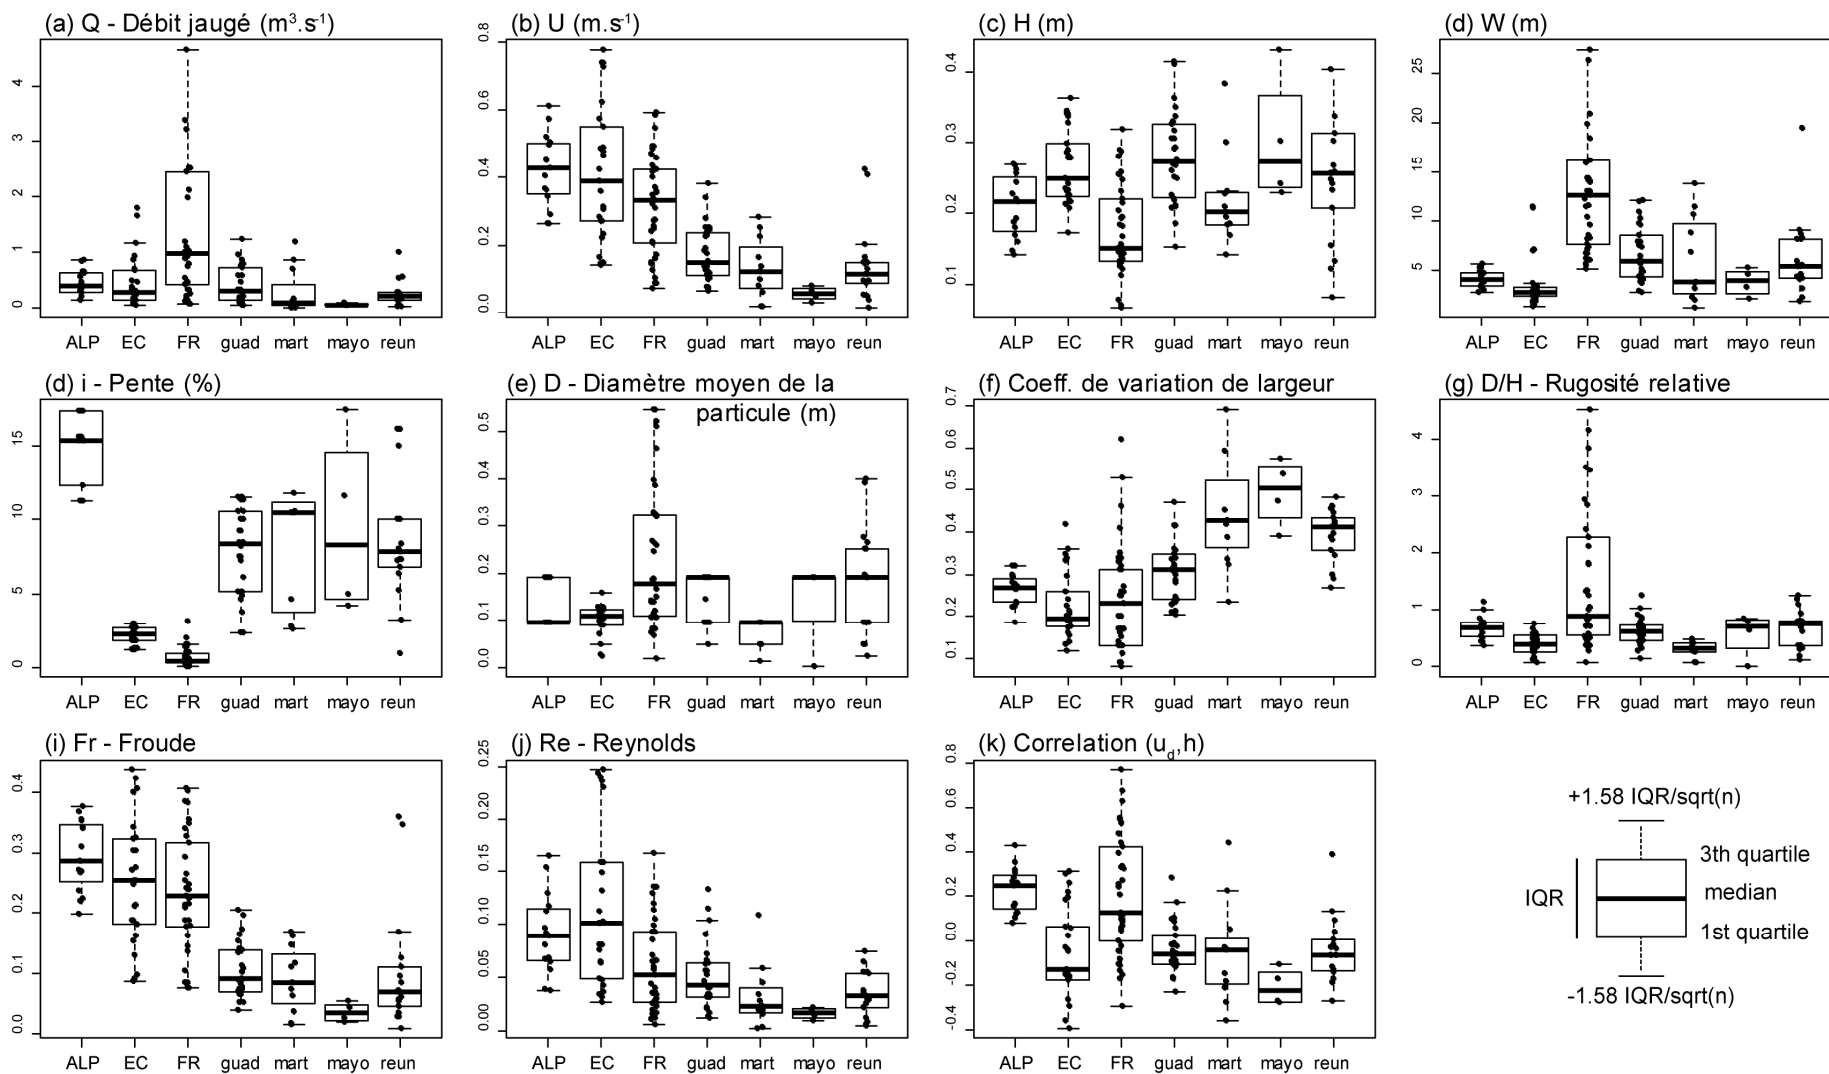 (a) Q - Débit jaugé (m³.s⁻¹)
0 1 2 3 4
ALP EC FR guad mart mayo reun
(b) U (m.s⁻¹)
0.0 0.2 0.4 0.6 0.8
ALP EC FR guad mart mayo reun
(c) H (m)
0.1 0.2 0.3 0.4
ALP EC FR guad mart mayo reun
(d) W (m)
5 10 15 20 25
ALP EC FR guad mart mayo reun
(d) i - Pente (%)
0 5 10 15
ALP EC FR guad mart mayo reun
(e) D - Diamètre moyen de la
particule (m)
0.0 0.1 0.2 0.3 0.4 0.5
ALP EC FR guad mart mayo reun
(f) Coeff. de variation de largeur
0.1 0.2 0.3 0.4 0.5 0.6 0.7
ALP EC FR guad mart mayo reun
(g) D/H - Rugosité relative
0 1 2 3 4
ALP EC FR guad mart mayo reun
(i) Fr - Froude
0.0 0.1 0.2 0.3 0.4
ALP EC FR guad mart mayo reun
(j) Re - Reynolds
0.00 0.05 0.10 0.15 0.20 0.25
ALP EC FR guad mart mayo reun
(k) Correlation (u_d,h)
-0.4 -0.2 0.0 0.2 0.4 0.6 0.8
ALP EC FR guad mart mayo reun
+1.58 IQR/sqrt(n)
3th quartile
IQR
median
1st quartile
-1.58 IQR/sqrt(n)